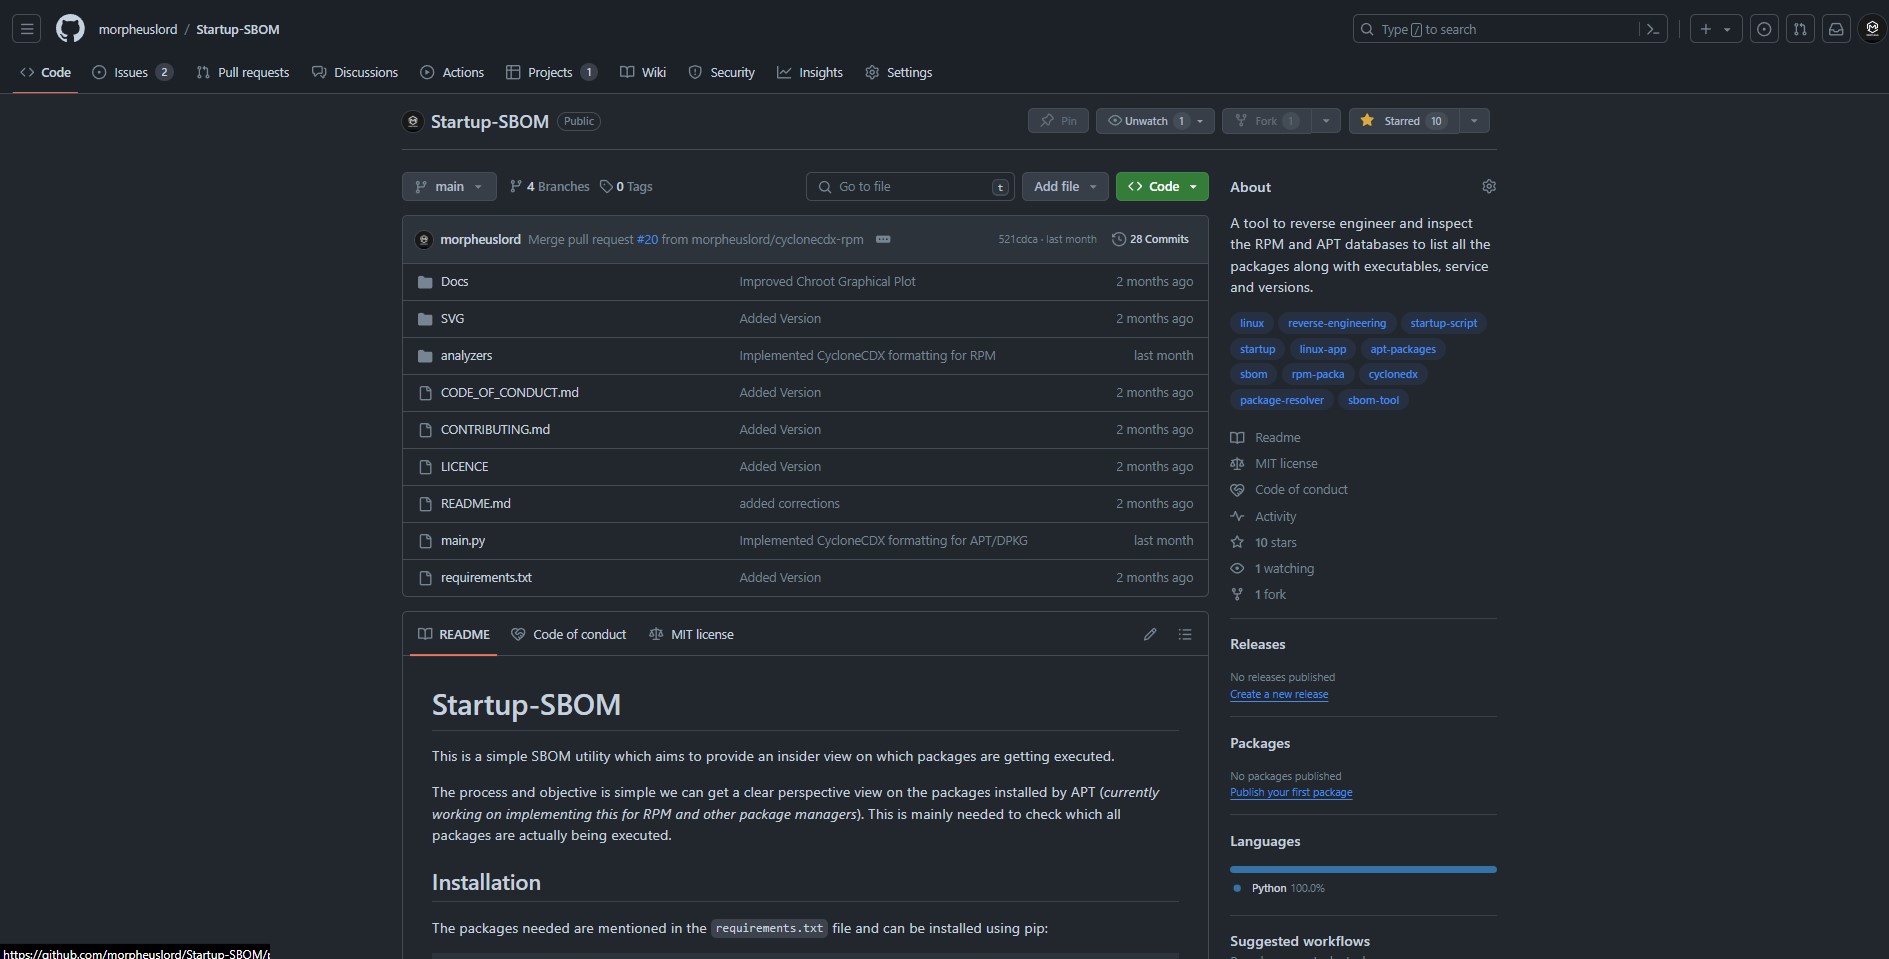 morpheuslord / Startup-SBOM
Type / to search
Code
Issues 2
Pull requests
Discussions
Actions
Projects 1
Wiki
Security
Insights
Settings
Startup-SBOM Public
Pin
Unwatch 1
Fork 1
Starred 10
main
4 Branches
0 Tags
Go to file t
Add file
Code
morpheuslord Merge pull request #20 from morpheuslord/cyclonecdx-rpm
521cdca · last month
28 Commits
Docs Improved Chroot Graphical Plot 2 months ago
SVG Added Version 2 months ago
analyzers Implemented CycloneCDX formatting for RPM last month
CODE_OF_CONDUCT.md Added Version 2 months ago
CONTRIBUTING.md Added Version 2 months ago
LICENCE Added Version 2 months ago
README.md added corrections 2 months ago
main.py Implemented CycloneCDX formatting for APT/DPKG last month
requirements.txt Added Version 2 months ago
README
Code of conduct
MIT license
Startup-SBOM
This is a simple SBOM utility which aims to provide an insider view on which packages are getting executed.
The process and objective is simple we can get a clear perspective view on the packages installed by APT (currently
working on implementing this for RPM and other package managers). This is mainly needed to check which all
packages are actually being executed.
Installation
The packages needed are mentioned in the requirements.txt file and can be installed using pip:
About
A tool to reverse engineer and inspect
the RPM and APT databases to list all the
packages along with executables, service
and versions.
linux reverse-engineering startup-script
startup linux-app apt-packages
sbom rpm-packa cyclonedx
package-resolver sbom-tool
Readme
MIT license
Code of conduct
Activity
10 stars
1 watching
1 fork
Releases
No releases published
Create a new release
Packages
No packages published
Publish your first package
Languages
Python 100.0%
Suggested workflows
https://github.com/morpheuslord/Startup-SBOM/